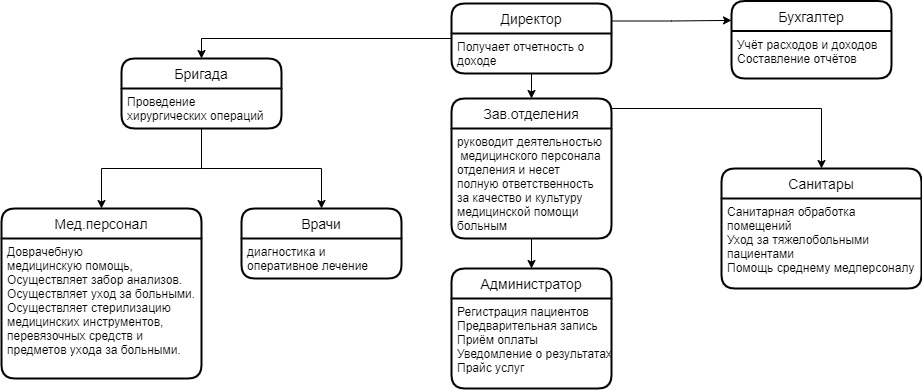 Директор
Получает отчетность о
доходе
Бухгалтер
Учёт расходов и доходов
Составление отчётов
Бригада
Проведение
хирургических операций
Зав.отделения
руководит деятельностью
медицинского персонала
отделения и несет
полную ответственность
за качество и культуру
медицинской помощи
больным
Санитары
Санитарная обработка
помещений
Уход за тяжелобольными
пациентами
Помощь среднему медперсоналу
Мед.персонал
Доврачебную
медицинскую помощь,
Осуществляет забор анализов.
Осуществляет уход за больными.
Осуществляет стерилизацию
медицинских инструментов,
перевязочных средств и
предметов ухода за больными.
Врачи
диагностика и
оперативное лечение
Администратор
Регистрация пациентов
Предварительная запись
Приём оплаты
Уведомление о результатах
Прайс услуг